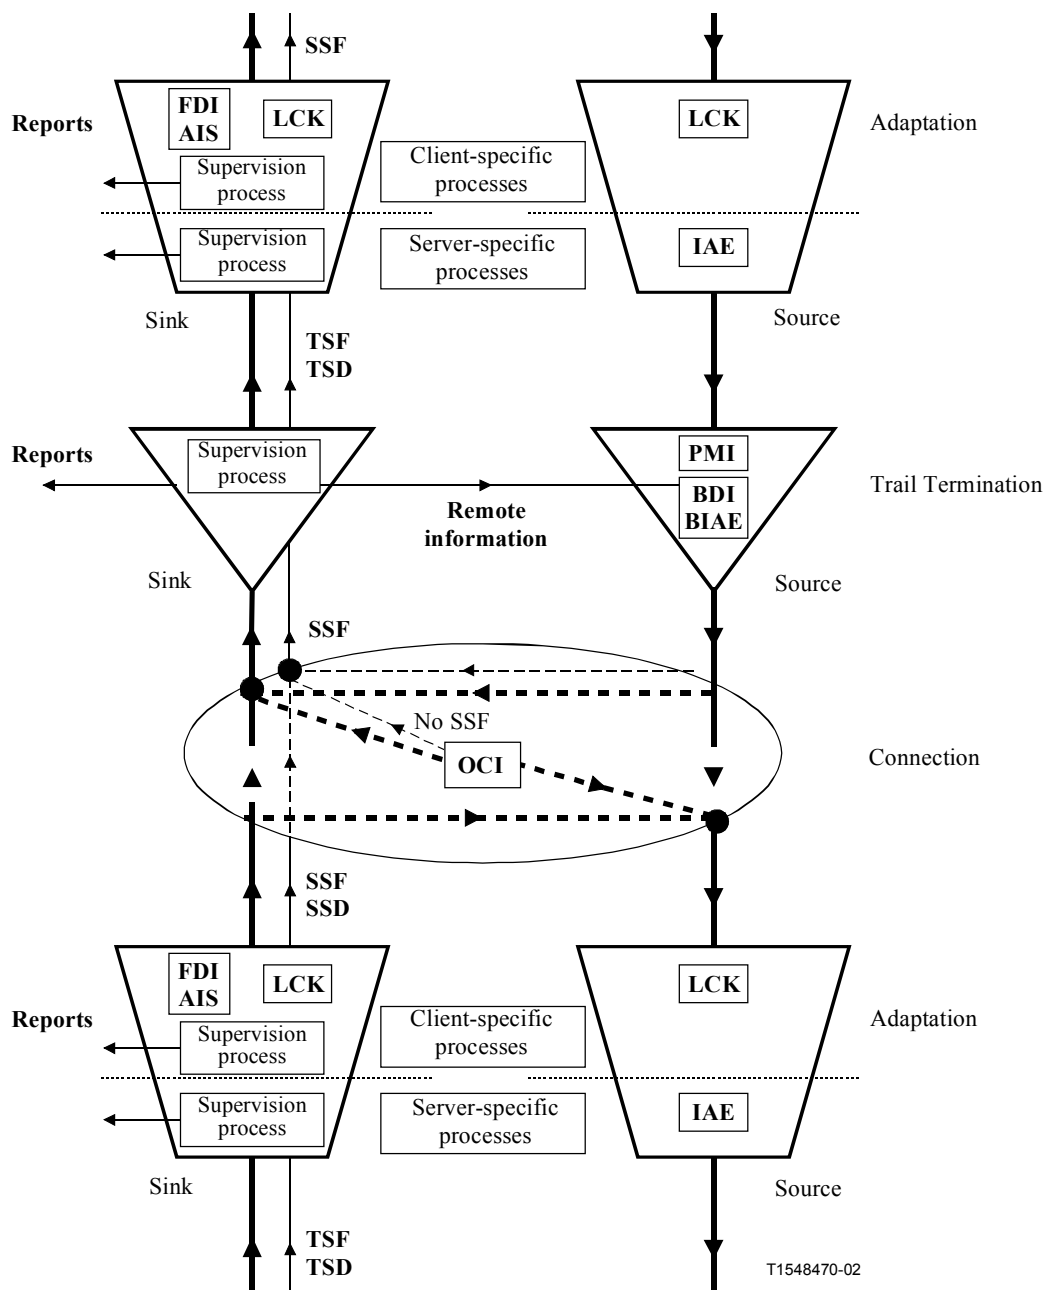 SSF
FDI
AIS
LCK
LCK
Reports
Adaptation
Client-specific
processes
Supervision
process
Supervision
process
Server-specific
processes
IAE
Sink
Source
TSF
TSD
Reports
Supervision
process
PMI
BDI
BIAE
Trail Termination
Remote
information
Sink
Source
SSF
No SSF
OCI
Connection
SSF
SSD
FDI
AIS
LCK
LCK
Reports
Adaptation
Client-specific
processes
Supervision
process
Supervision
process
Server-specific
processes
IAE
Sink
Source
TSF
TSD
T1548470-02